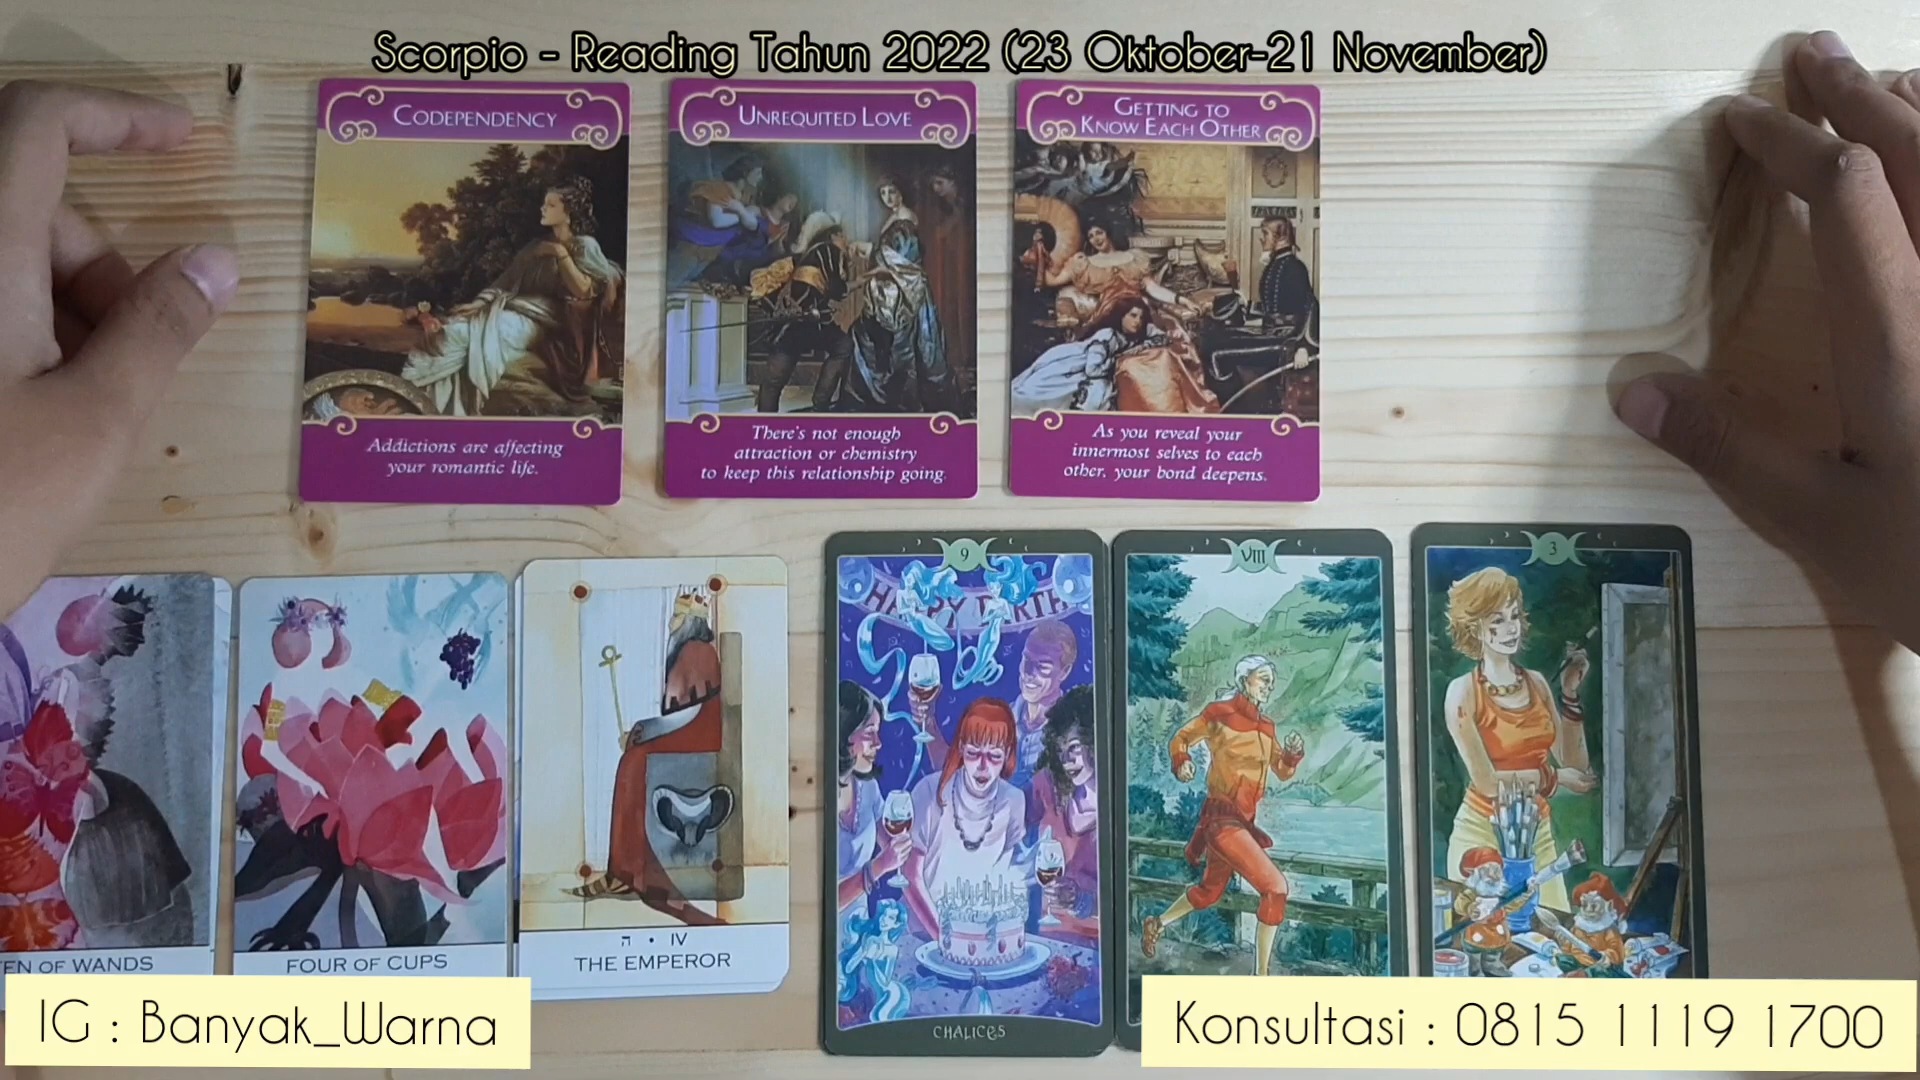 Scorpio - Reading Tahun 2022 (23 Oktober-21 November)
CODEPENDENCY
Addictions are affecting
your romantic life.
UNREQUITED LOVE
There's not enough
attraction or chemistry
to keep this relationship going.
GETTING TO
KNOW EACH OTHER
As you reveal your
innermost selves to each
other, your bond deepens.
TEN OF WANDS
FOUR OF CUPS
ה • IV
THE EMPEROR
9
HAPPY BIRTH
CHALICES
VIII
3
IG : Banyak_Warna
Konsultasi : 0815 1119 1700